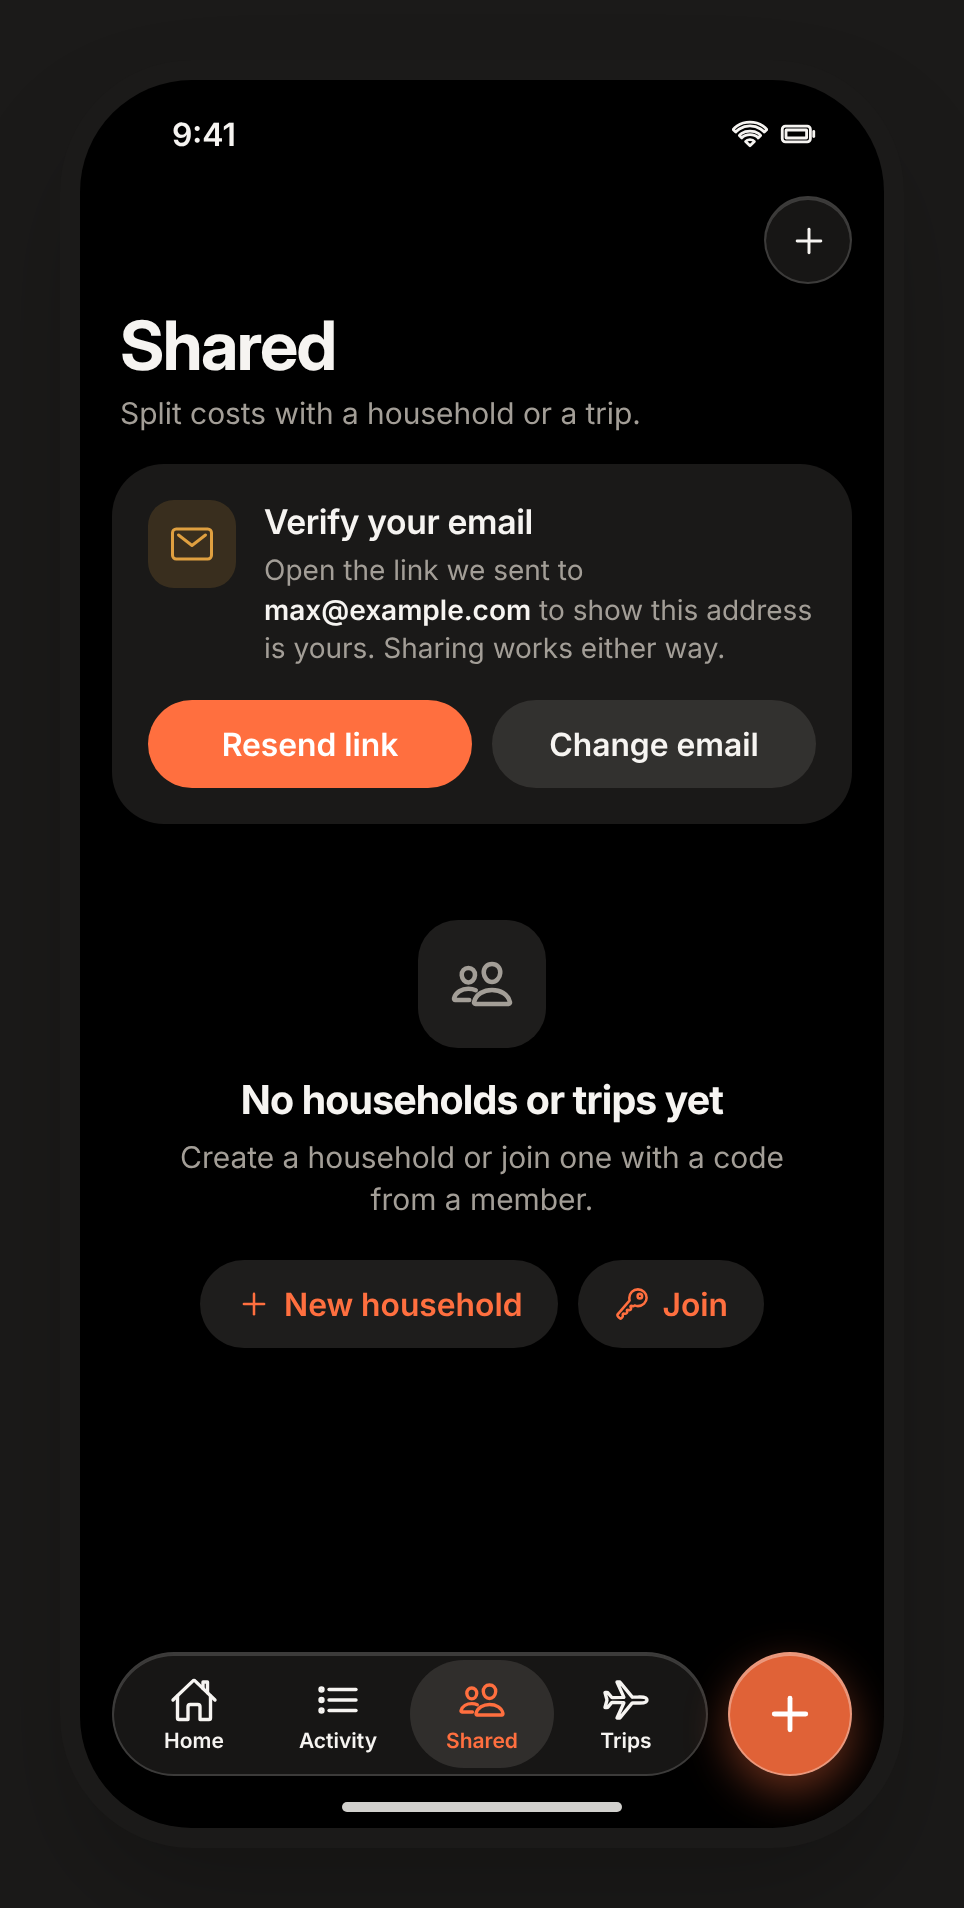 9:41
Shared
Split costs with a household or a trip.
Verify your email
Open the link we sent to
max@example.com to show this address
is yours. Sharing works either way.
Resend link
Change email
No households or trips yet
Create a household or join one with a code
from a member.
New household
Join
Home
Activity
Shared
Trips